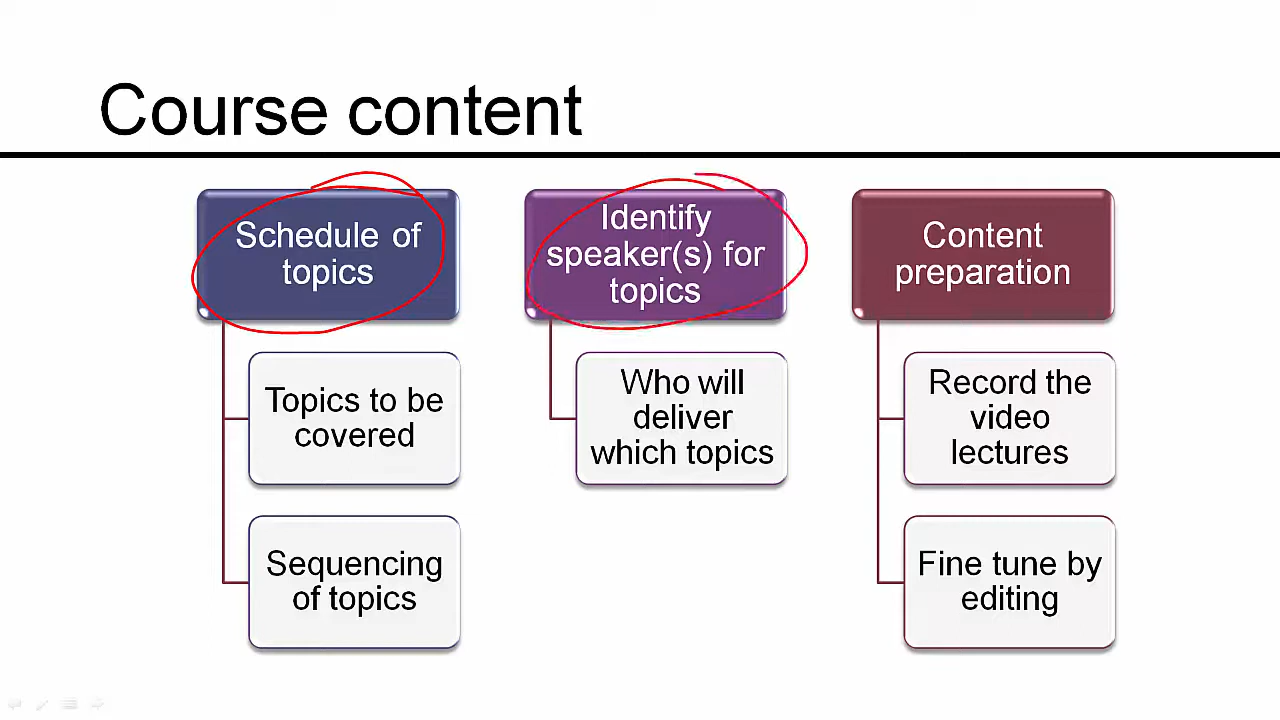 Course content
Schedule of
topics
Topics to be
covered
Sequencing
of topics
Identify
speaker(s) for
topics
Who will
deliver
which topics
Content
preparation
Record the
video
lectures
Fine tune by
editing